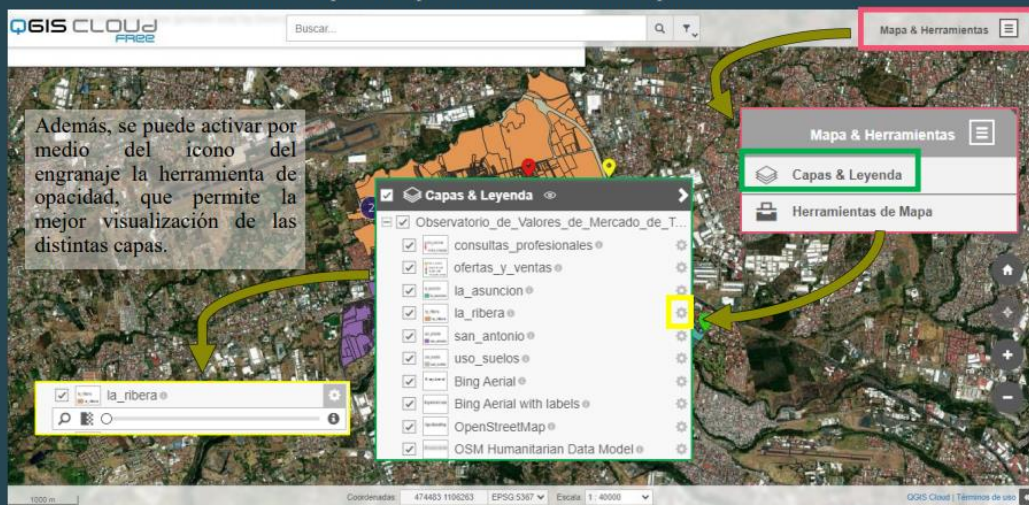 QGIS CLOUD
FREE
Buscar...
Mapa & Herramientas
Además, se puede activar por
medio del icono del
engranaje la herramienta de
opacidad, que permite la
mejor visualización de las
distintas capas.
Mapa & Herramientas
Capas & Leyenda
Herramientas de Mapa
Capas & Leyenda
Observatorio_de_Valores_de_Mercado_de_T...
consultas_profesionales
ofertas_y_ventas
la_asuncion
la_ribera
san_antonio
uso_suelos
Bing Aerial
Bing Aerial with labels
OpenStreetMap
OSM Humanitarian Data Model
la_ribera
1000 m
Coordenadas: 474483 1106263 EPSG:5367 Escala: 1 : 40000
QGIS Cloud | Términos de uso